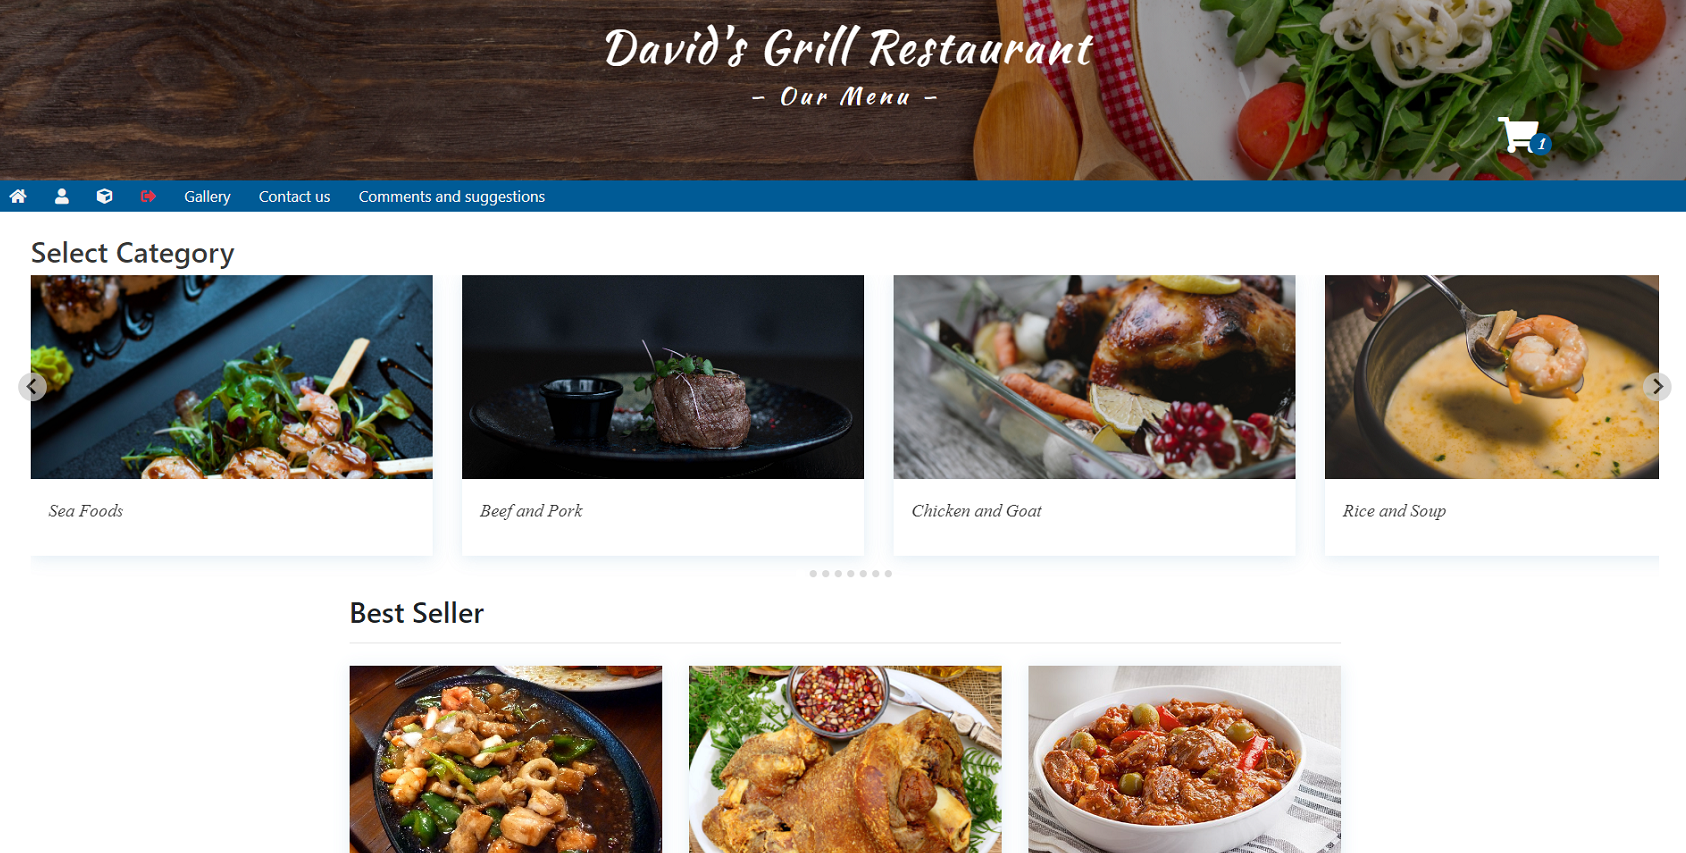 David's Grill Restaurant
– Our Menu –
1
Gallery Contact us Comments and suggestions
Select Category
Sea Foods
Beef and Pork
Chicken and Goat
Rice and Soup
Best Seller